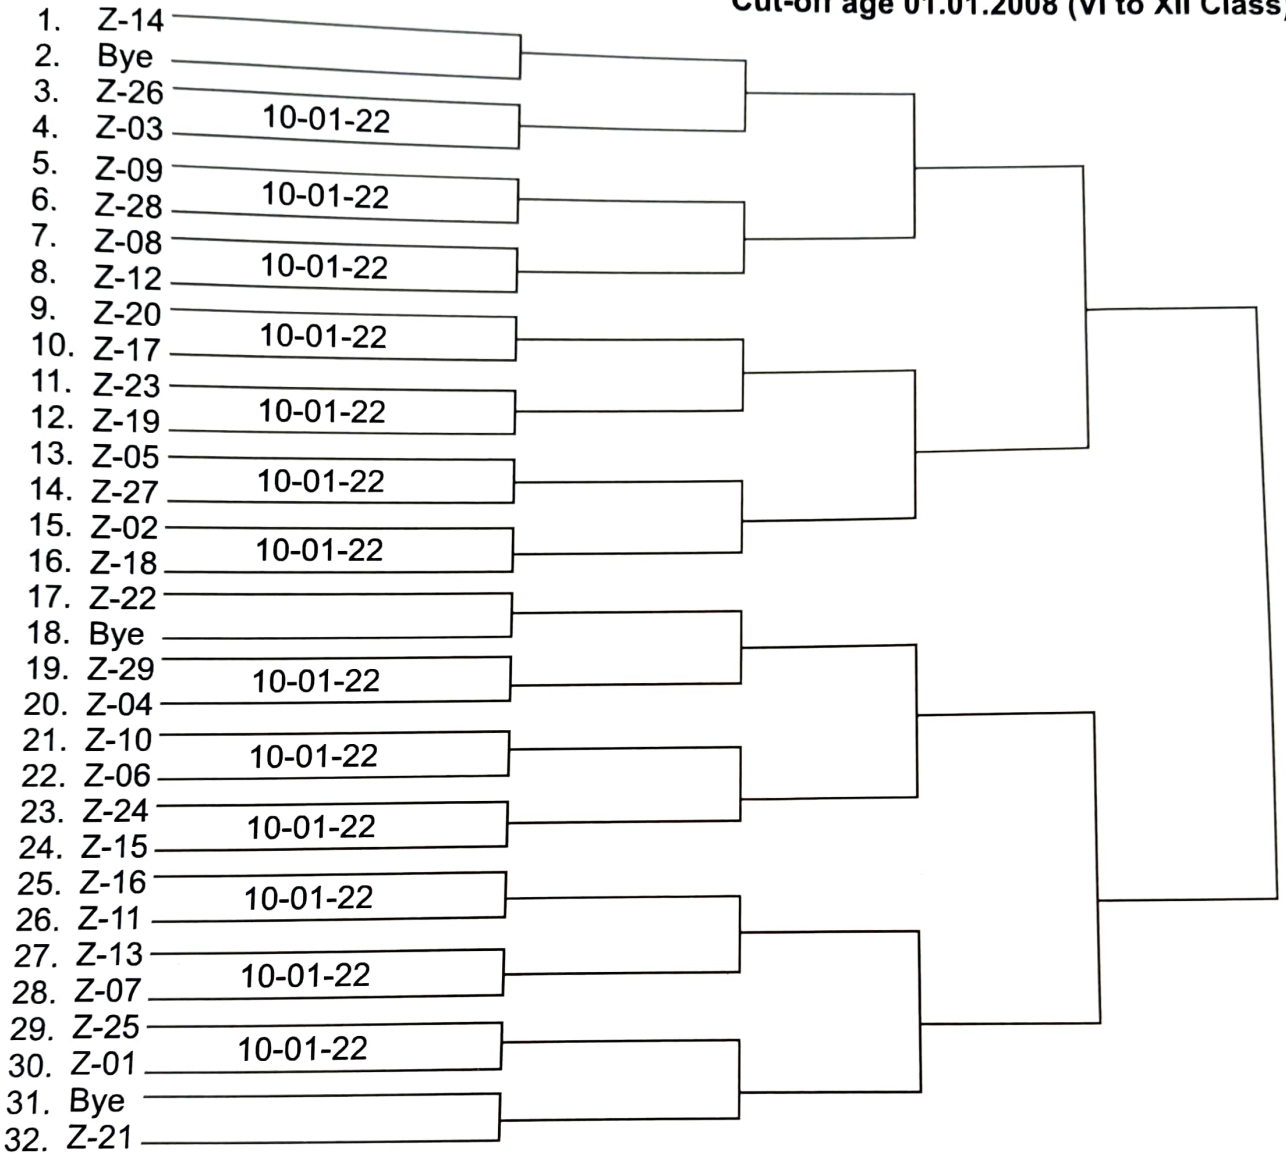 Cut-off age 01.01.2008 (VI to XII Class)
1. Z-14
2. Bye
3. Z-26
10-01-22
4. Z-03
5. Z-09
10-01-22
6. Z-28
7. Z-08
10-01-22
8. Z-12
9. Z-20
10-01-22
10. Z-17
11. Z-23
10-01-22
12. Z-19
13. Z-05
10-01-22
14. Z-27
15. Z-02
10-01-22
16. Z-18
17. Z-22
18. Bye
19. Z-29
10-01-22
20. Z-04
21. Z-10
10-01-22
22. Z-06
23. Z-24
10-01-22
24. Z-15
25. Z-16
10-01-22
26. Z-11
27. Z-13
10-01-22
28. Z-07
29. Z-25
10-01-22
30. Z-01
31. Bye
32. Z-21